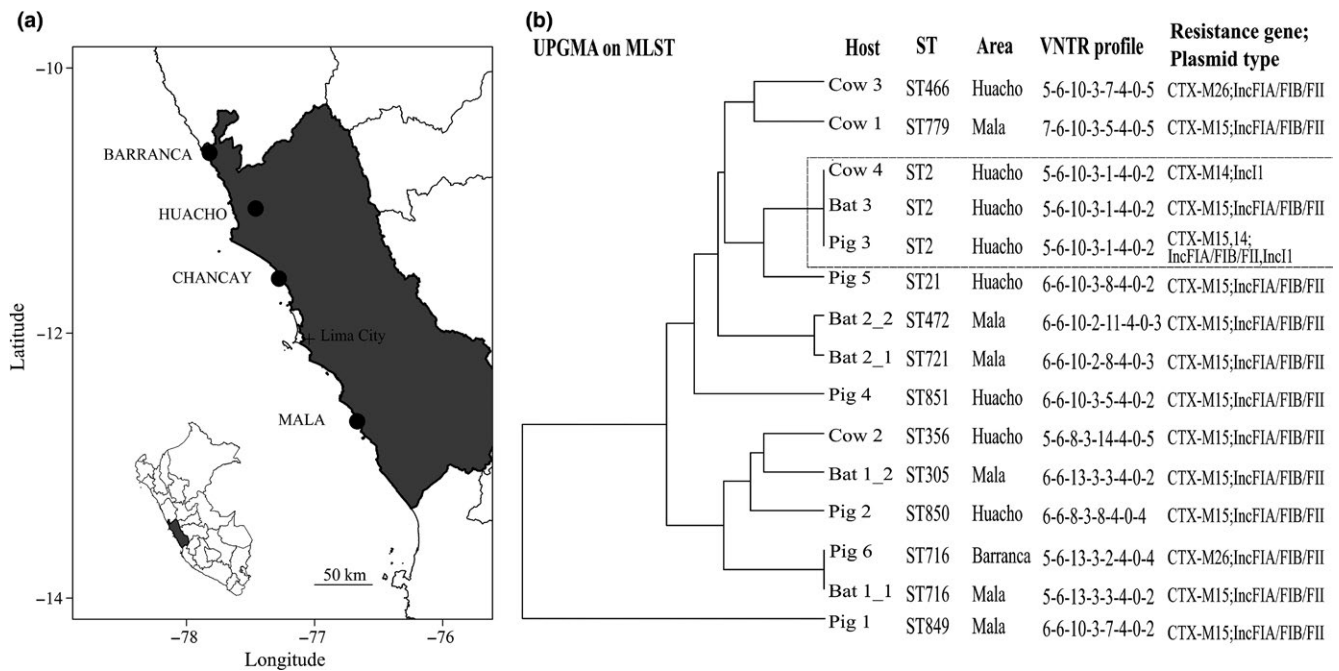 (a)
−10
−12
−14
Latitude
BARRANCA
HUACHO
CHANCAY
Lima City
MALA
50 km
−78
−77
−76
Longitude
(b)
UPGMA on MLST
Host ST Area VNTR profile Resistance gene; Plasmid type
Cow 3 ST466 Huacho 5-6-10-3-7-4-0-5 CTX-M26;IncFIA/FIB/FII
Cow 1 ST779 Mala 7-6-10-3-5-4-0-5 CTX-M15;IncFIA/FIB/FII
Cow 4 ST2 Huacho 5-6-10-3-1-4-0-2 CTX-M14;IncI1
Bat 3 ST2 Huacho 5-6-10-3-1-4-0-2 CTX-M15;IncFIA/FIB/FII
Pig 3 ST2 Huacho 5-6-10-3-1-4-0-2 CTX-M15,14; IncFIA/FIB/FII,IncI1
Pig 5 ST21 Huacho 6-6-10-3-8-4-0-2 CTX-M15;IncFIA/FIB/FII
Bat 2_2 ST472 Mala 6-6-10-2-11-4-0-3 CTX-M15;IncFIA/FIB/FII
Bat 2_1 ST721 Mala 6-6-10-2-8-4-0-3 CTX-M15;IncFIA/FIB/FII
Pig 4 ST851 Huacho 6-6-10-3-5-4-0-2 CTX-M15;IncFIA/FIB/FII
Cow 2 ST356 Huacho 5-6-8-3-14-4-0-5 CTX-M15;IncFIA/FIB/FII
Bat 1_2 ST305 Mala 6-6-13-3-3-4-0-2 CTX-M15;IncFIA/FIB/FII
Pig 2 ST850 Huacho 6-6-8-3-8-4-0-4 CTX-M15;IncFIA/FIB/FII
Pig 6 ST716 Barranca 5-6-13-3-2-4-0-4 CTX-M26;IncFIA/FIB/FII
Bat 1_1 ST716 Mala 5-6-13-3-3-4-0-2 CTX-M15;IncFIA/FIB/FII
Pig 1 ST849 Mala 6-6-10-3-7-4-0-2 CTX-M15;IncFIA/FIB/FII